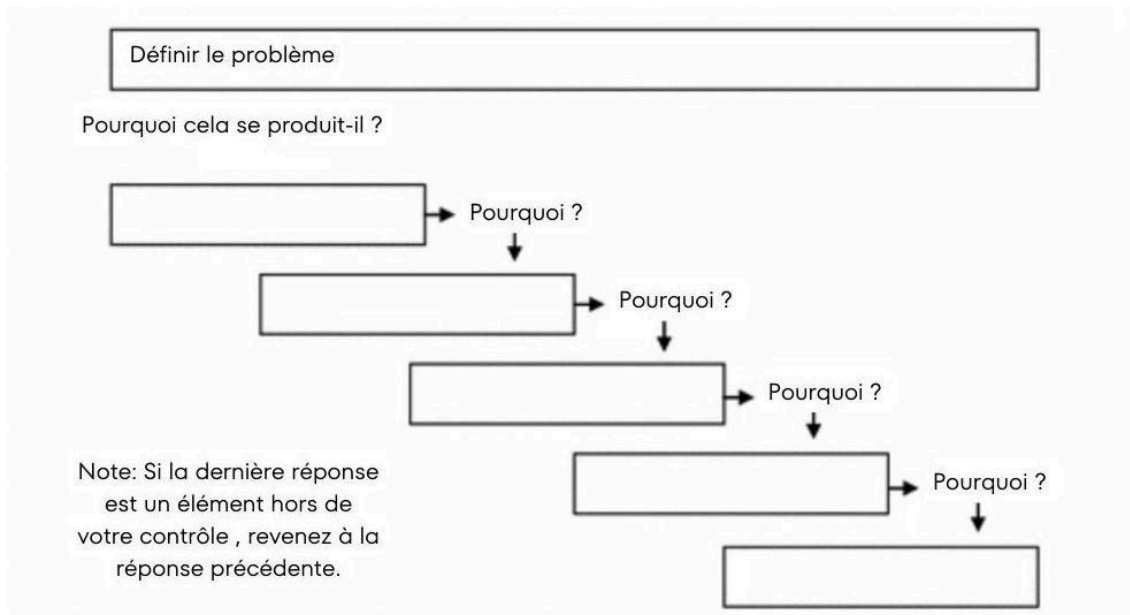 Définir le problème
Pourquoi cela se produit-il ?
Pourquoi ?
Pourquoi ?
Pourquoi ?
Pourquoi ?
Note: Si la dernière réponse
est un élément hors de
votre contrôle , revenez à la
réponse précédente.